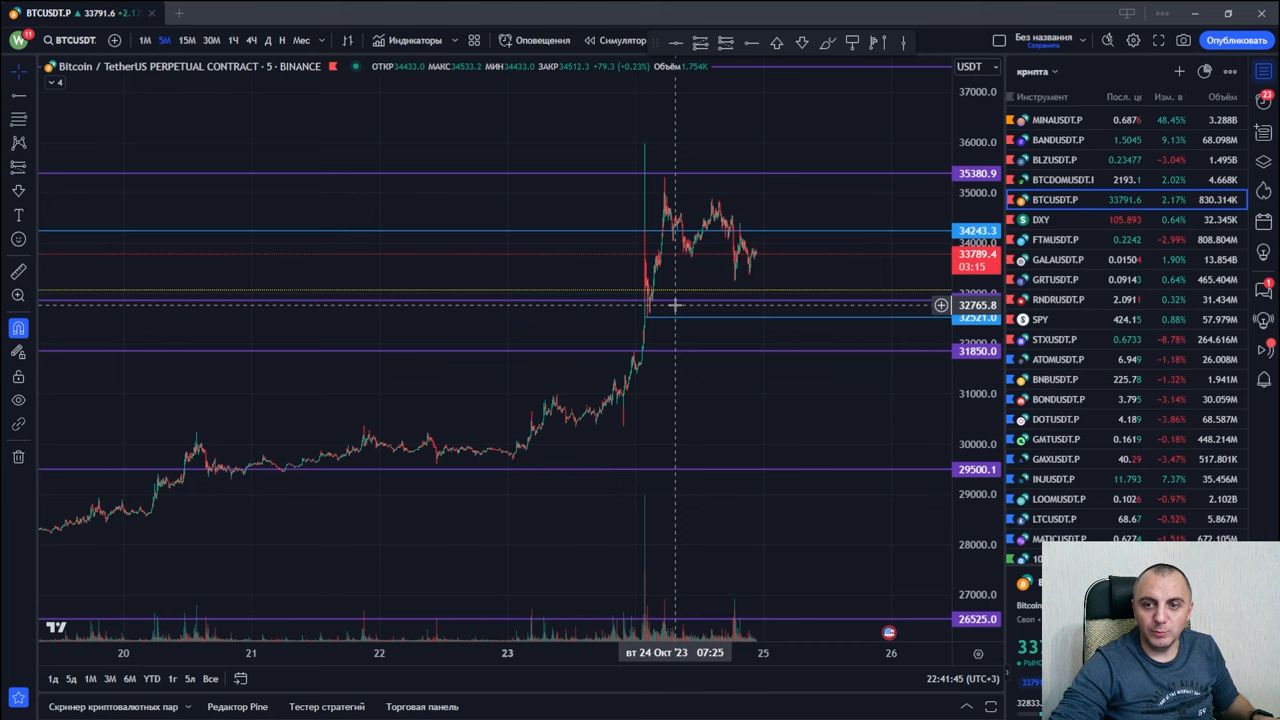 BTCUSDT.P ▲ 33791.6 +2.17
W 11 BTCUSDT 1М 5М 15М 30М 1Ч 4Ч Д Н Мес Индикаторы Оповещения Симулятор Без названия Сохранить Опубликовать
Bitcoin / TetherUS PERPETUAL CONTRACT · 5 · BINANCE ОТКР34433.0 МАКС34533.2 МИН34433.0 ЗАКР34512.3 +79.3 (+0.23%) Объём1.754K USDT
4
37000.0
36000.0
35380.9
35000.0
34243.3
34000.0
33789.4
03:15
32765.8
32521.0
31850.0
31000.0
30000.0
29500.1
29000.0
28000.0
27000.0
26525.0
20 21 22 23 вт 24 Окт '23 07:25 25 26
1д 5д 1М 3М 6М YTD 1г 5л Все 22:41:45 (UTC+3)
Скринер криптовалютных пар Редактор Pine Тестер стратегий Торговая панель
крипта
Инструмент Посл. це Изм. в Объём
MINAUSDT.P 0.6876 48.45% 3.288B
BANDUSDT.P 1.5045 9.13% 68.098M
BLZUSDT.P 0.23477 −3.04% 1.495B
BTCDOMUSDT.I 2193.1 2.02% 4.668K
BTCUSDT.P 33791.6 2.17% 830.314K
DXY 105.893 0.64% 32.345K
FTMUSDT.P 0.2242 −2.99% 808.804M
GALAUSDT.P 0.01504 1.90% 13.854B
GRTUSDT.P 0.09143 0.64% 465.404M
RNDRUSDT.P 2.0911 0.32% 31.434M
SPY 424.15 0.88% 57.979M
STXUSDT.P 0.6733 −8.78% 264.616M
ATOMUSDT.P 6.949 −1.18% 26.008M
BNBUSDT.P 225.78 −1.32% 1.941M
BONDUSDT.P 3.795 −3.14% 30.059M
DOTUSDT.P 4.189 −3.86% 68.587M
GMTUSDT.P 0.1619 −0.18% 448.214M
GMXUSDT.P 40.29 −3.47% 517.801K
INJUSDT.P 11.793 7.37% 35.456M
LOOMUSDT.P 0.1026 −0.97% 2.102B
LTCUSDT.P 68.67 −0.52% 5.867M
MATICUSDT.P 0.6274 −1.51% 672.105M
10
Bitcoin
Своп
33
33791
32833.
23
1